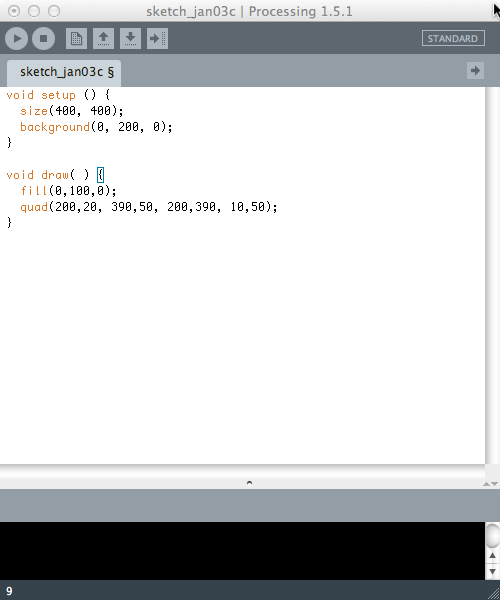 sketch_jan03c | Processing 1.5.1
STANDARD
sketch_jan03c §
void setup () {
  size(400, 400);
  background(0, 200, 0);
}
void draw( ) {
  fill(0,100,0);
  quad(200,20, 390,50, 200,390, 10,50);
}
9